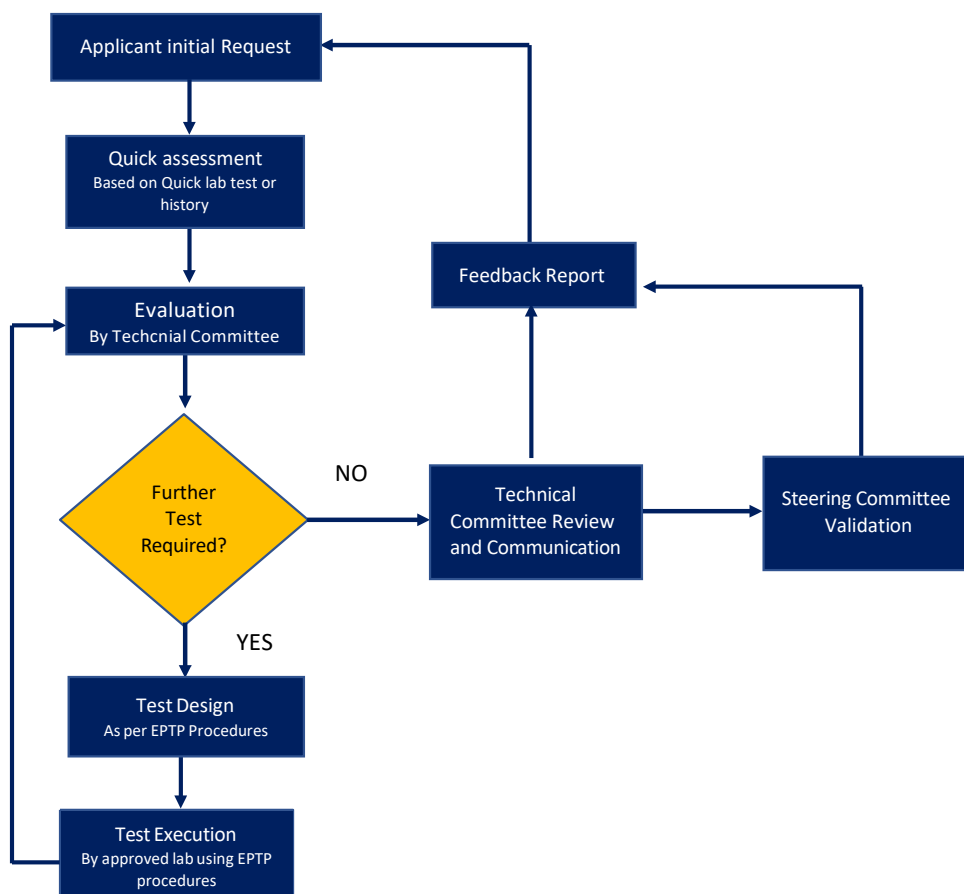 Applicant initial Request
Quick assessment
Based on Quick lab test or
history
Evaluation
By Techcnial Committee
Feedback Report
Further
Test
Required?
NO
Technical
Committee Review
and Communication
Steering Committee
Validation
YES
Test Design
As per EPTP Procedures
Test Execution
By approved lab using EPTP
procedures